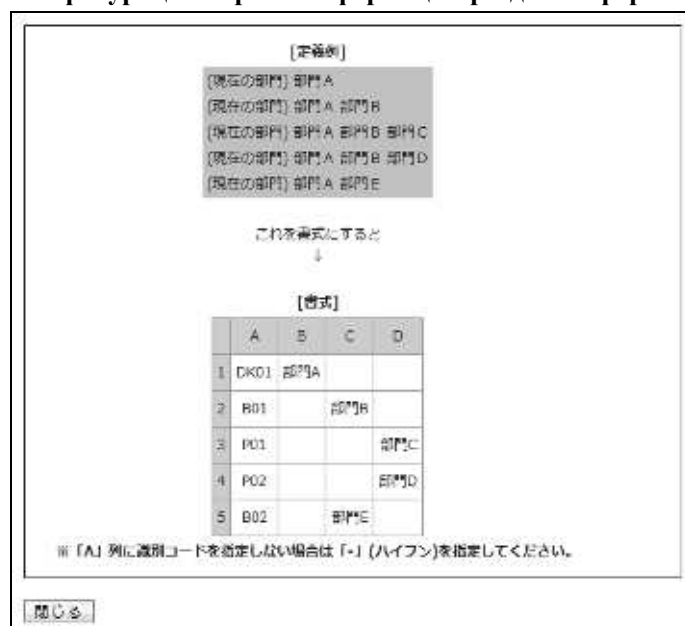 [定義例]
[現在の部門] 部門A
[現在の部門] 部門A 部門B
[現在の部門] 部門A 部門B 部門C
[現在の部門] 部門A 部門B 部門D
[現在の部門] 部門A 部門E
これを書式にすると
↓
[書式]
A B C D
1 DK01 部門A
2 B01 部門B
3 P01 部門C
4 P02 部門D
5 B02 部門E
※「A」列に識別コードを指定しない場合は「-」(ハイフン)を指定してください。
閉じる